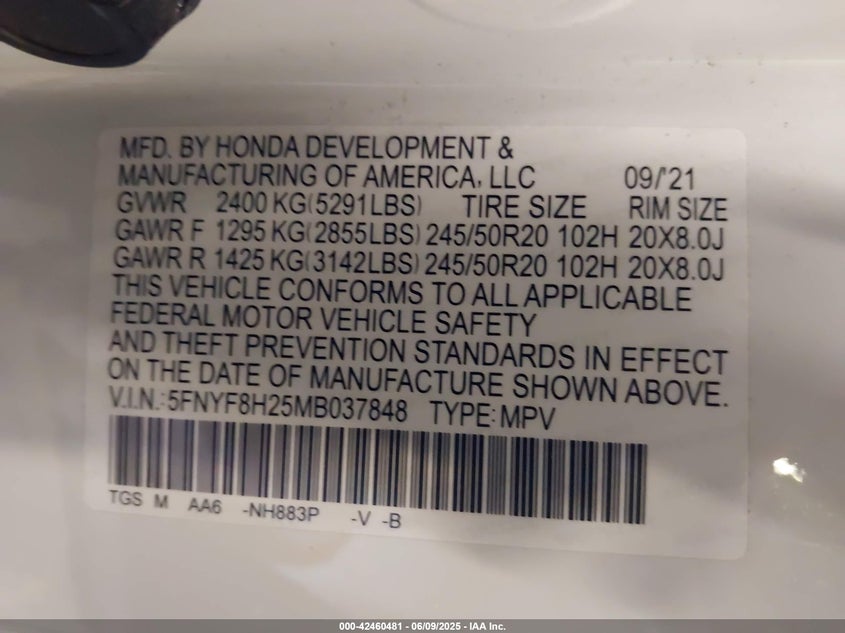 MFD. BY HONDA DEVELOPMENT &
MANUFACTURING OF AMERICA, LLC 09/'21
GVWR 2400 KG(5291LBS) TIRE SIZE RIM SIZE
GAWR F 1295 KG(2855LBS) 245/50R20 102H 20X8.0J
GAWR R 1425 KG(3142LBS) 245/50R20 102H 20X8.0J
THIS VEHICLE CONFORMS TO ALL APPLICABLE
FEDERAL MOTOR VEHICLE SAFETY
AND THEFT PREVENTION STANDARDS IN EFFECT
ON THE DATE OF MANUFACTURE SHOWN ABOVE.
V.I.N.:5FNYF8H25MB037848 TYPE:MPV
TGS M AA6 -NH883P -V -B
000-42460481 - 06/09/2025 - IAA Inc.